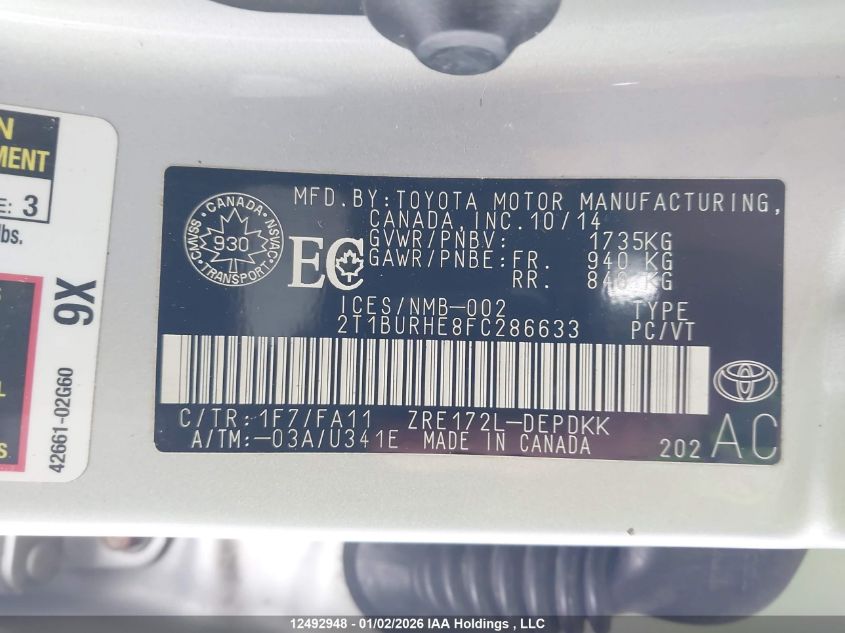 N
MENT
E: 3
lbs.
S
L
S
9X
42661-02G60
MFD.BY:TOYOTA MOTOR MANUFACTURING,
CANADA,INC.10/14
GVWR/PNBV: 1735KG
GAWR/PNBE:FR. 940 KG
RR. 840 KG
CANADA
CMVSS NSVAC
930
TRANSPORT
EC
ICES/NMB-002 TYPE
2T1BURHE8FC286633 PC/VT
C/TR:1F7/FA11 ZRE172L-DEPDKK
A/TM:-03A/U341E MADE IN CANADA
202 AC
12492948 - 01/02/2026 IAA Holdings , LLC